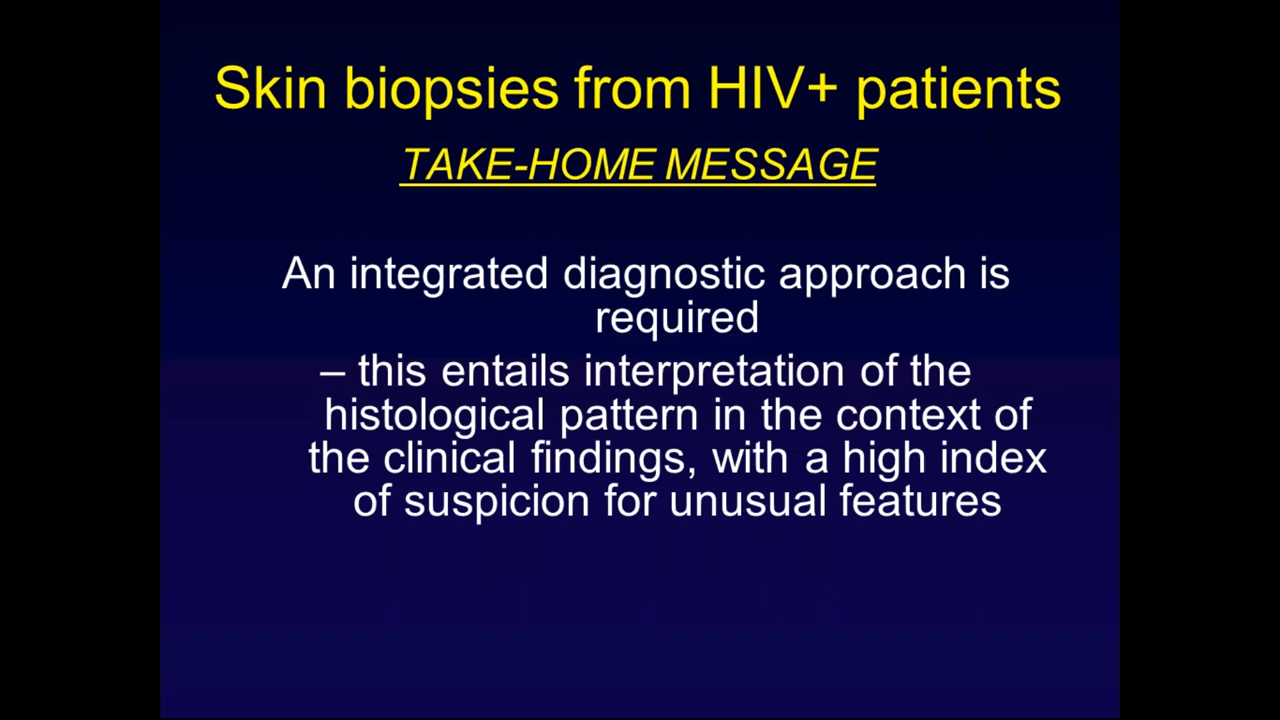 Skin biopsies from HIV+ patients
TAKE-HOME MESSAGE
An integrated diagnostic approach is
required
– this entails interpretation of the
histological pattern in the context of
the clinical findings, with a high index
of suspicion for unusual features